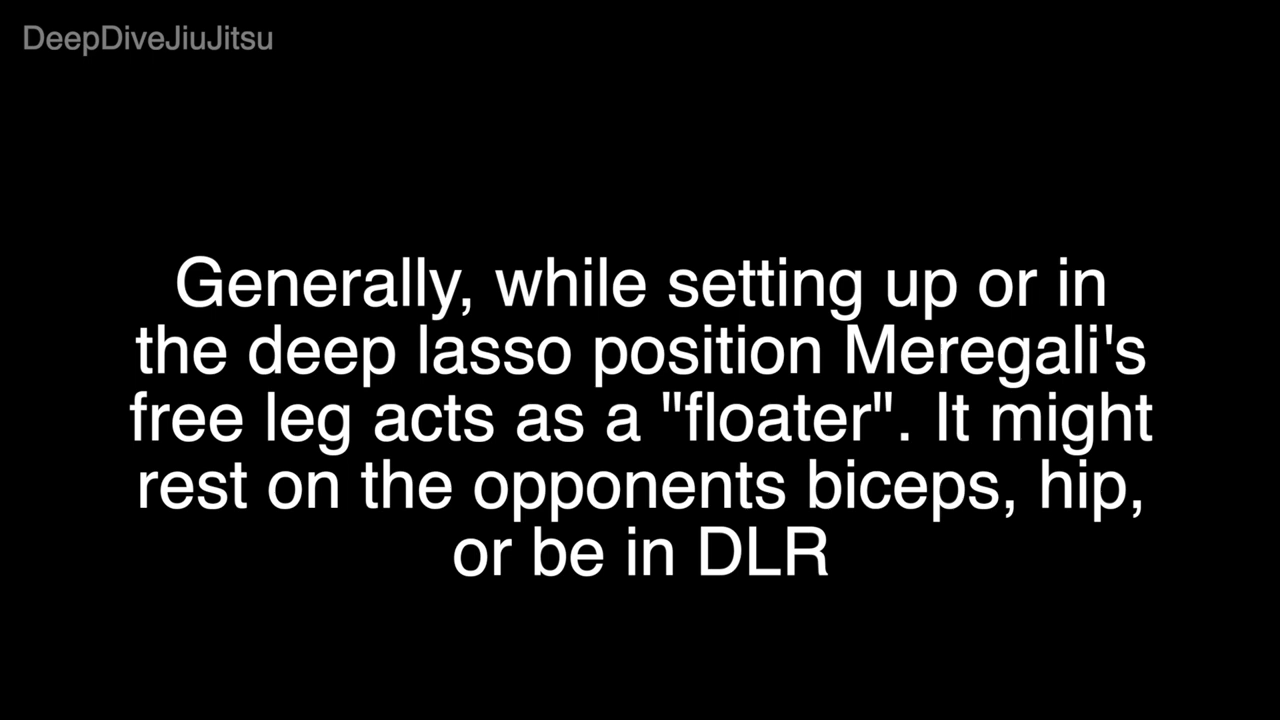 DeepDiveJiuJitsu
Generally, while setting up or in
the deep lasso position Meregali's
free leg acts as a "floater". It might
rest on the opponents biceps, hip,
or be in DLR